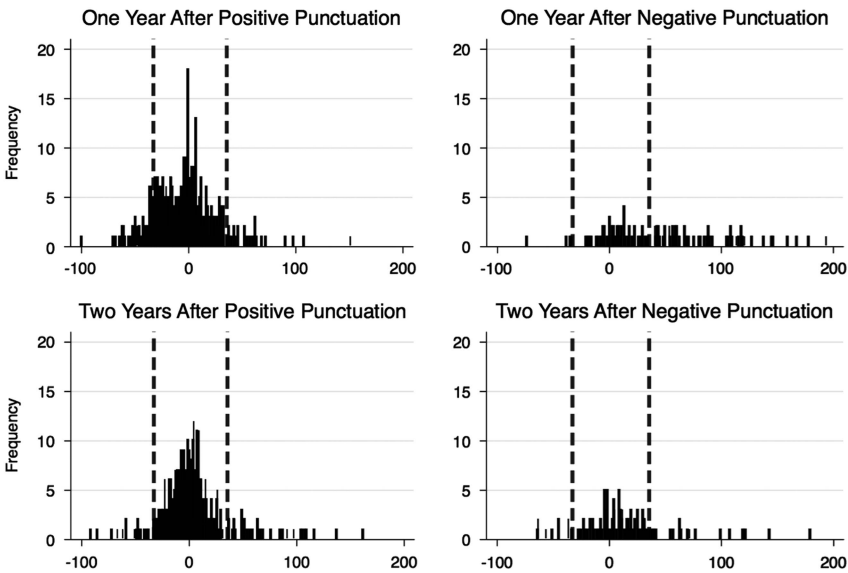 One Year After Positive Punctuation
One Year After Negative Punctuation
Frequency
20
15
10
5
0
-100 0 100 200
20
15
10
5
0
-100 0 100 200
Two Years After Positive Punctuation
Two Years After Negative Punctuation
Frequency
20
15
10
5
0
-100 0 100 200
20
15
10
5
0
-100 0 100 200